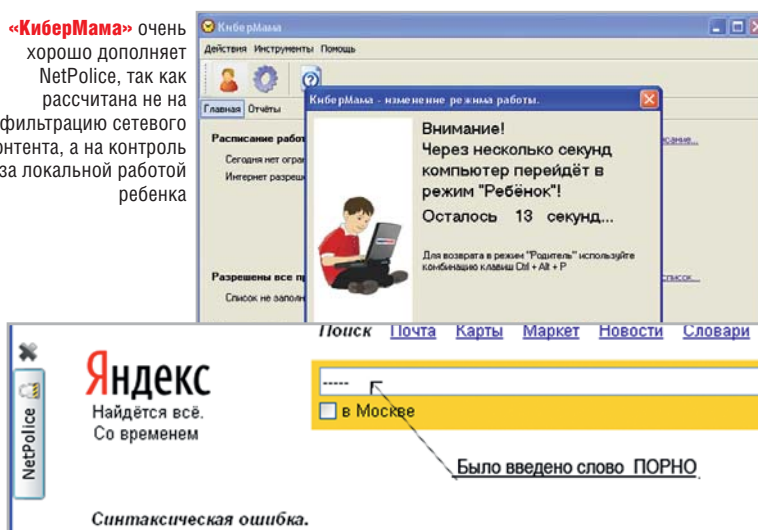 «КиберМама» очень
хорошо дополняет
NetPolice, так как
рассчитана не на
фильтрацию сетевого
контента, а на контроль
за локальной работой
ребенка
КиберМама
Действия Инструменты Помощь
Главная Отчёты
Расписание
Сегодня нет
Интернет
Разрешены все
Список не
КиберМама - изменение режима работы.
Внимание!
Через несколько секунд
компьютер перейдёт в
режим "Ребёнок"!
Осталось 13 секунд...
Для возврата в режим "Родитель" используйте
комбинацию клавиш Ctrl + Alt + P
NetPolice
Поиск Почта Карты Маркет Новости Словари
Яндекс
Найдётся всё.
Со временем
-----
в Москве
Было введено слово ПОРНО
Синтаксическая ошибка.